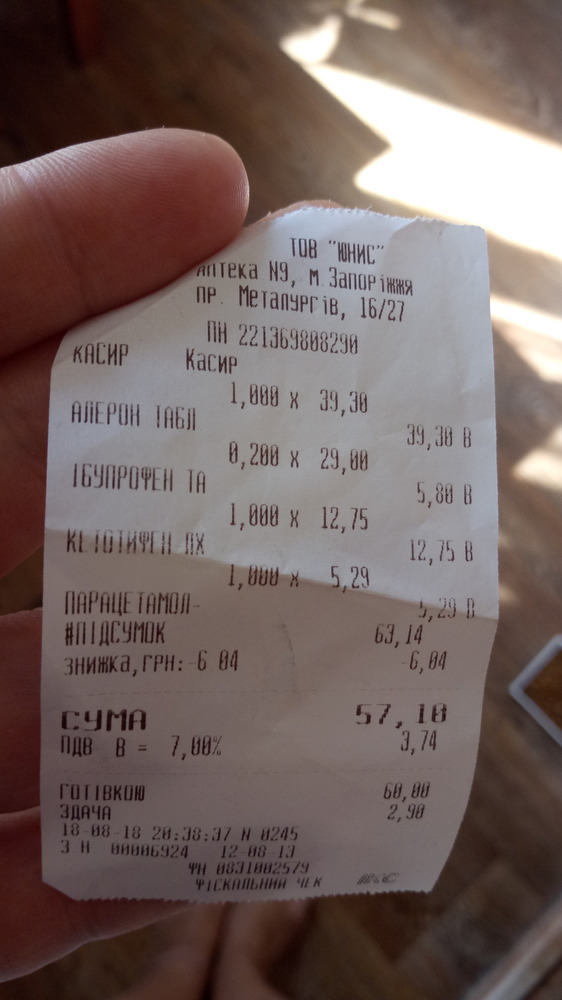 ТОВ "ЮНИС"
Аптека N9, м.Запоріжжя
пр. Металургів, 16/27
ПН 221369808290
КАСИР Касир
1,000 х 39,30
АЛЕРОН ТАБЛ 39,30 В
0,200 х 29,00
ІБУПРОФЕН ТА 5,80 В
1,000 х 12,75
КЕТОТИФЕН ЛХ 12,75 В
1,000 х 5,29
ПАРАЦЕТАМОЛ- 5,29 В
#ПІДСУМОК 63,14
ЗНИЖКА,ГРН:-6 04 -6,04
СУМА 57,10
ПДВ В = 7,00% 3,74
ГОТІВКОЮ 60,00
ЗДАЧА 2,90
18-08-18 20:38:37 N 0245
З Н 00006924 12-08-13
ФН 0831002579
ФІСКАЛЬНИЙ ЧЕК